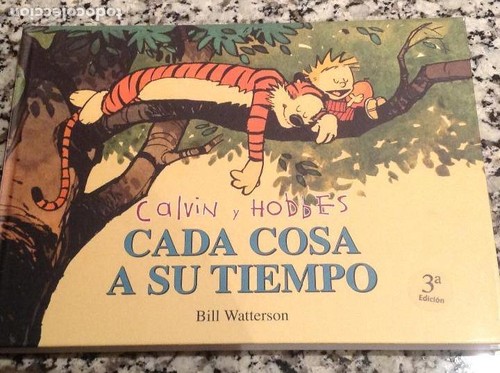 todocoleccion
Calvin y HOBBES
CADA COSA
A SU TIEMPO
3ª
Edición
Bill Watterson